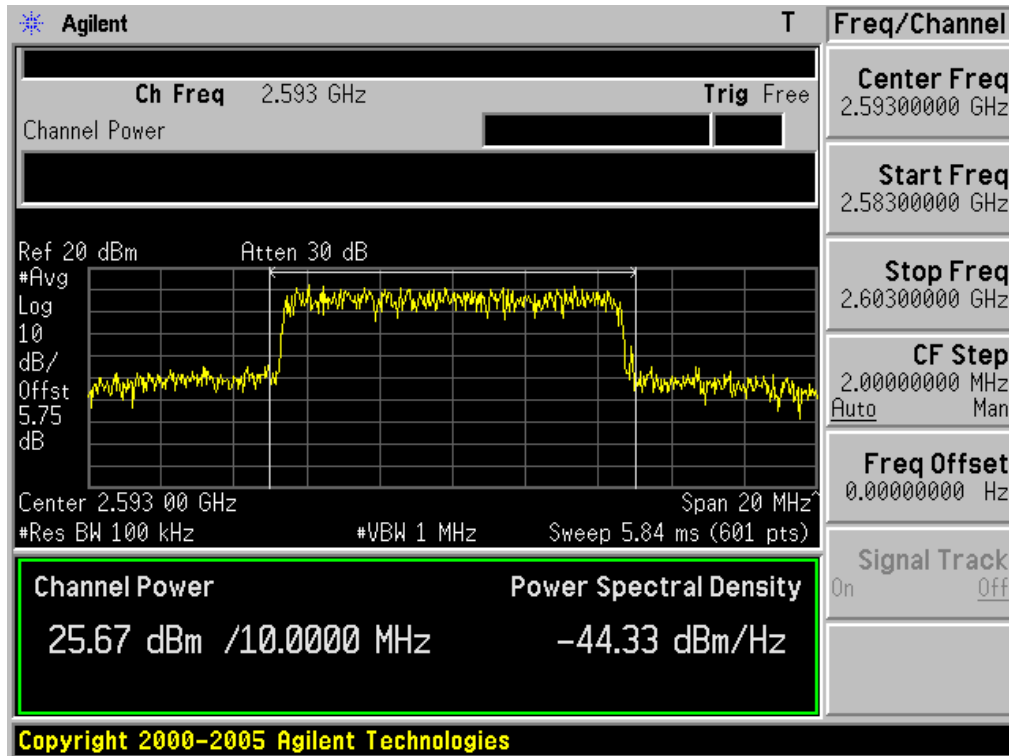 Agilent T
Ch Freq 2.593 GHz Trig Free
Channel Power
Ref 20 dBm Atten 30 dB
#Avg
Log
10
dB/
Offst
5.75
dB
Center 2.593 00 GHz Span 20 MHz^
#Res BW 100 kHz #VBW 1 MHz Sweep 5.84 ms (601 pts)
Channel Power Power Spectral Density
25.67 dBm /10.0000 MHz -44.33 dBm/Hz
Copyright 2000-2005 Agilent Technologies
Freq/Channel
Center Freq
2.59300000 GHz
Start Freq
2.58300000 GHz
Stop Freq
2.60300000 GHz
CF Step
2.00000000 MHz
Auto Man
Freq Offset
0.00000000 Hz
Signal Track
On Off